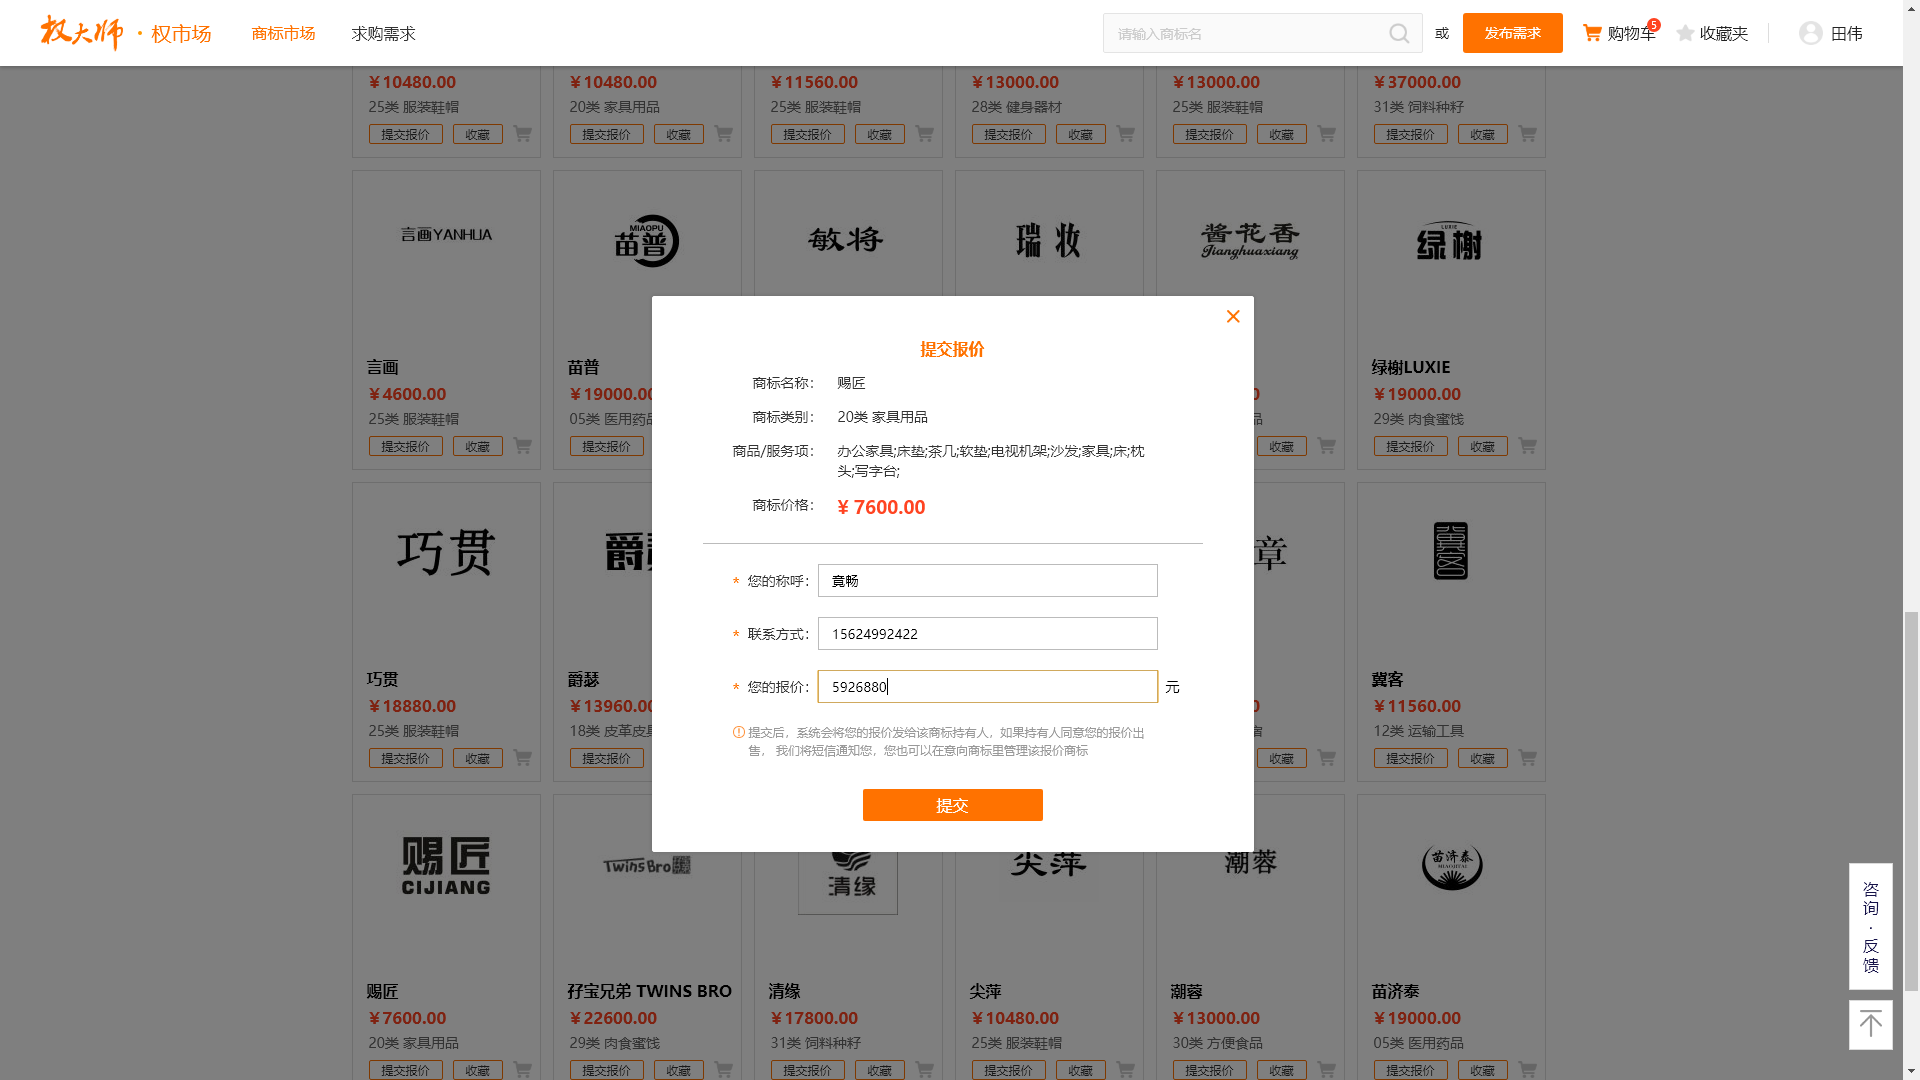 权大师 · 权市场 商标市场 求购需求 请输入商标名 或 发布需求 购物车 5 收藏夹 田伟
￥10480.00 ￥10480.00 ￥11560.00 ￥13000.00 ￥13000.00 ￥37000.00
25类 服装鞋帽 20类 家具用品 25类 服装鞋帽 28类 健身器材 25类 服装鞋帽 31类 饲料种籽
提交报价 收藏 提交报价 收藏 提交报价 收藏 提交报价 收藏 提交报价 收藏 提交报价 收藏
言画YANHUA MIAOPU 苗普 敏将 瑞妆 酱花香 Jianghuaxiang LUXIE 绿榭
言画 苗普 绿榭LUXIE
￥4600.00 ￥19000.00 0 ￥19000.00
25类 服装鞋帽 05类 医用药品 品 29类 肉食蜜饯
提交报价 收藏 提交报价 收藏 提交报价 收藏
提交报价
商标名称： 赐匠
商标类别： 20类 家具用品
商品/服务项： 办公家具;床垫;茶几;软垫;电视机架;沙发;家具;床;枕
头;写字台;
商标价格： ¥ 7600.00
* 您的称呼： 竟畅
* 联系方式： 15624992422
* 您的报价： 5926880 元
提交后，系统会将您的报价发给该商标持有人，如果持有人同意您的报价出
售， 我们将短信通知您，您也可以在意向商标里管理该报价商标
提交
巧贯 爵 章 冀客
巧贯 爵瑟 冀客
￥18880.00 ￥13960.00 0 ￥11560.00
25类 服装鞋帽 18类 皮革皮具 12类 运输工具
提交报价 收藏 提交报价 收藏 提交报价 收藏
赐匠 CIJIANG Twins Bro 清缘 尖萍 潮蓉 苗济泰 MIAOJITAI
赐匠 孖宝兄弟 TWINS BRO 清缘 尖萍 潮蓉 苗济泰
￥7600.00 ￥22600.00 ￥17800.00 ￥10480.00 ￥13000.00 ￥19000.00
20类 家具用品 29类 肉食蜜饯 31类 饲料种籽 25类 服装鞋帽 30类 方便食品 05类 医用药品
提交报价 收藏 提交报价 收藏 提交报价 收藏 提交报价 收藏 提交报价 收藏 提交报价 收藏
咨询·反馈